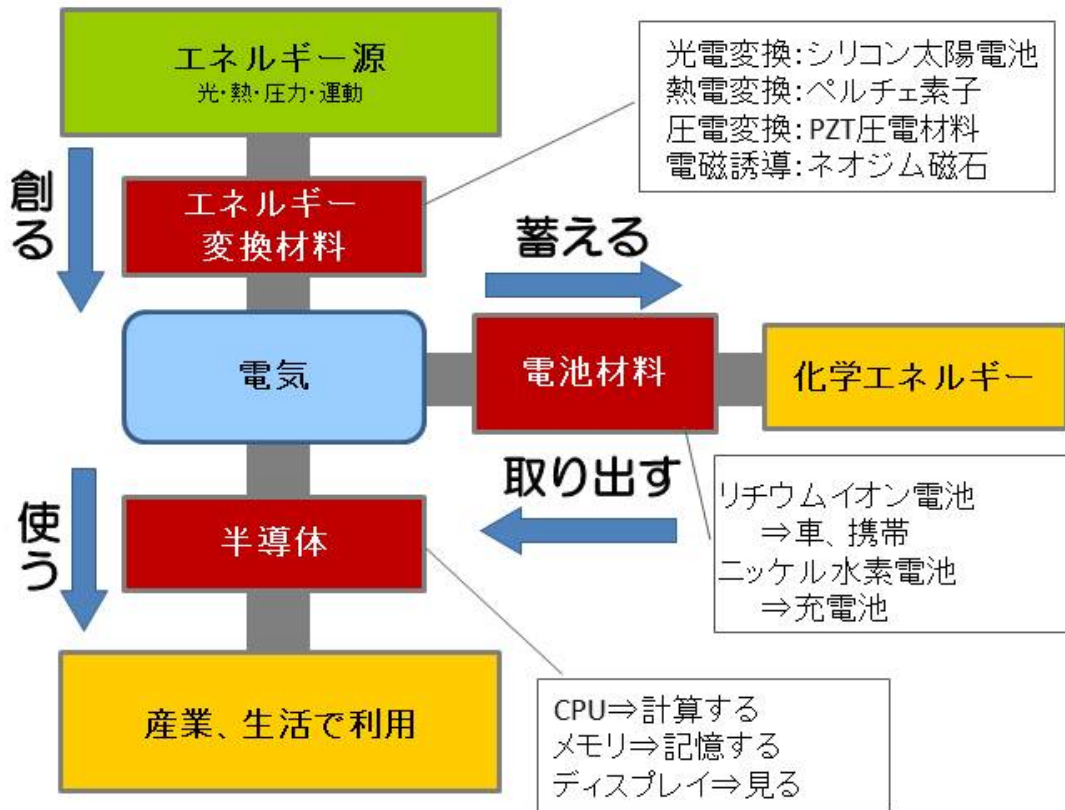 エネルギー源
光・熱・圧力・運動
光電変換:シリコン太陽電池
熱電変換:ペルチェ素子
圧電変換:PZT圧電材料
電磁誘導:ネオジム磁石
創る
エネルギー
変換材料
蓄える
電気
電池材料
化学エネルギー
取り出す
使う
半導体
リチウムイオン電池
⇒車、携帯
ニッケル水素電池
⇒充電池
産業、生活で利用
CPU⇒計算する
メモリ⇒記憶する
ディスプレイ⇒見る